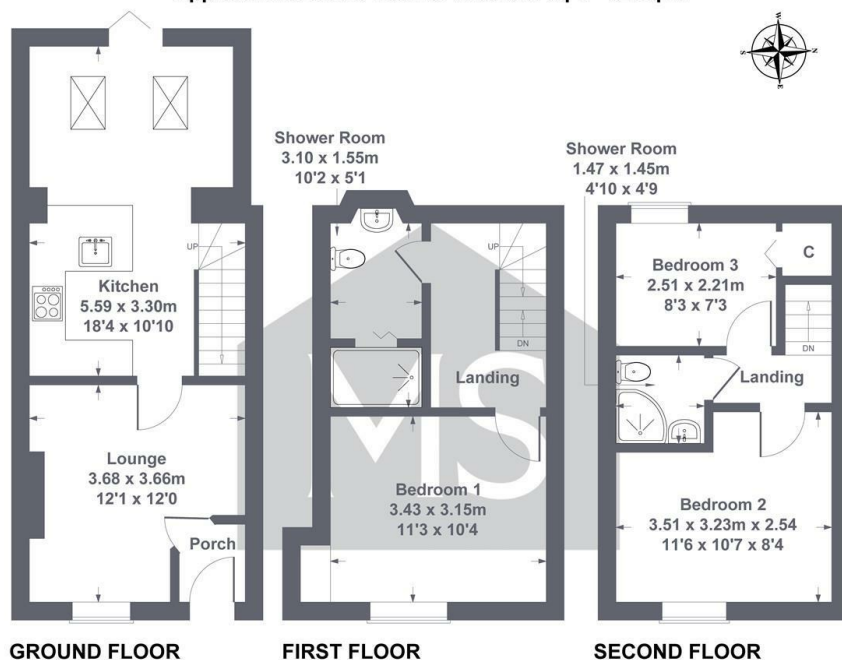 W
S
N
E
Shower Room
3.10 x 1.55m
10'2 x 5'1
Shower Room
1.47 x 1.45m
4'10 x 4'9
UP
Kitchen
5.59 x 3.30m
18'4 x 10'10
Lounge
3.68 x 3.66m
12'1 x 12'0
Porch
UP
DN
Landing
MS
Bedroom 1
3.43 x 3.15m
11'3 x 10'4
Bedroom 3
2.51 x 2.21m
8'3 x 7'3
C
DN
Landing
Bedroom 2
3.51 x 3.23m x 2.54
11'6 x 10'7 x 8'4
GROUND FLOOR
FIRST FLOOR
SECOND FLOOR